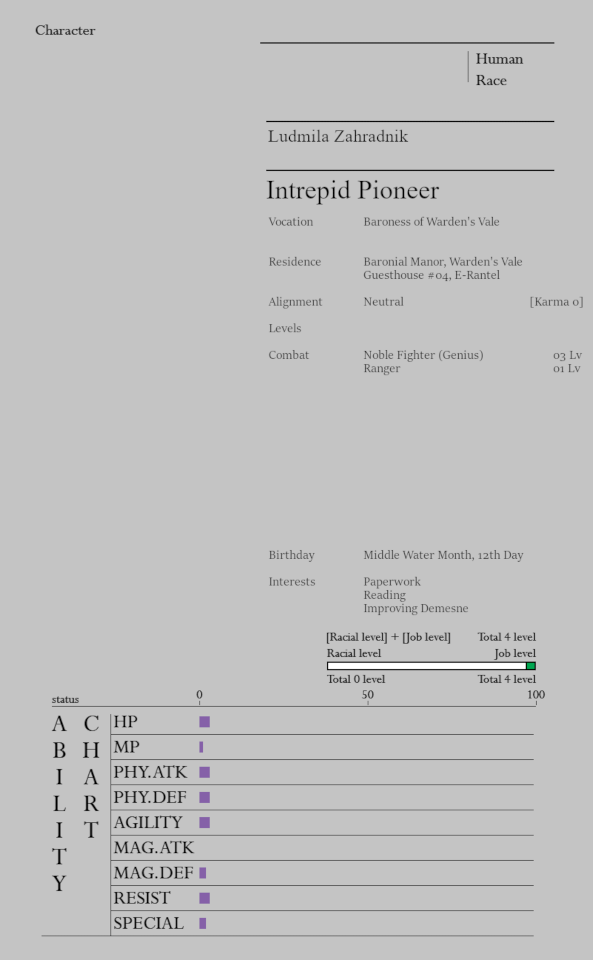 Character
Human
Race
Ludmila Zahradnik
Intrepid Pioneer
Vocation Baroness of Warden's Vale
Residence Baronial Manor, Warden's Vale
Guesthouse #04, E-Rantel
Alignment Neutral [Karma 0]
Levels
Combat Noble Fighter (Genius) 03 Lv
Ranger 01 Lv
Birthday Middle Water Month, 12th Day
Interests Paperwork
Reading
Improving Demesne
[Racial level] + [Job level] Total 4 level
Racial level Job level
Total 0 level Total 4 level
status 0 50 100
ABILITY CHART
HP
MP
PHY.ATK
PHY.DEF
AGILITY
MAG.ATK
MAG.DEF
RESIST
SPECIAL